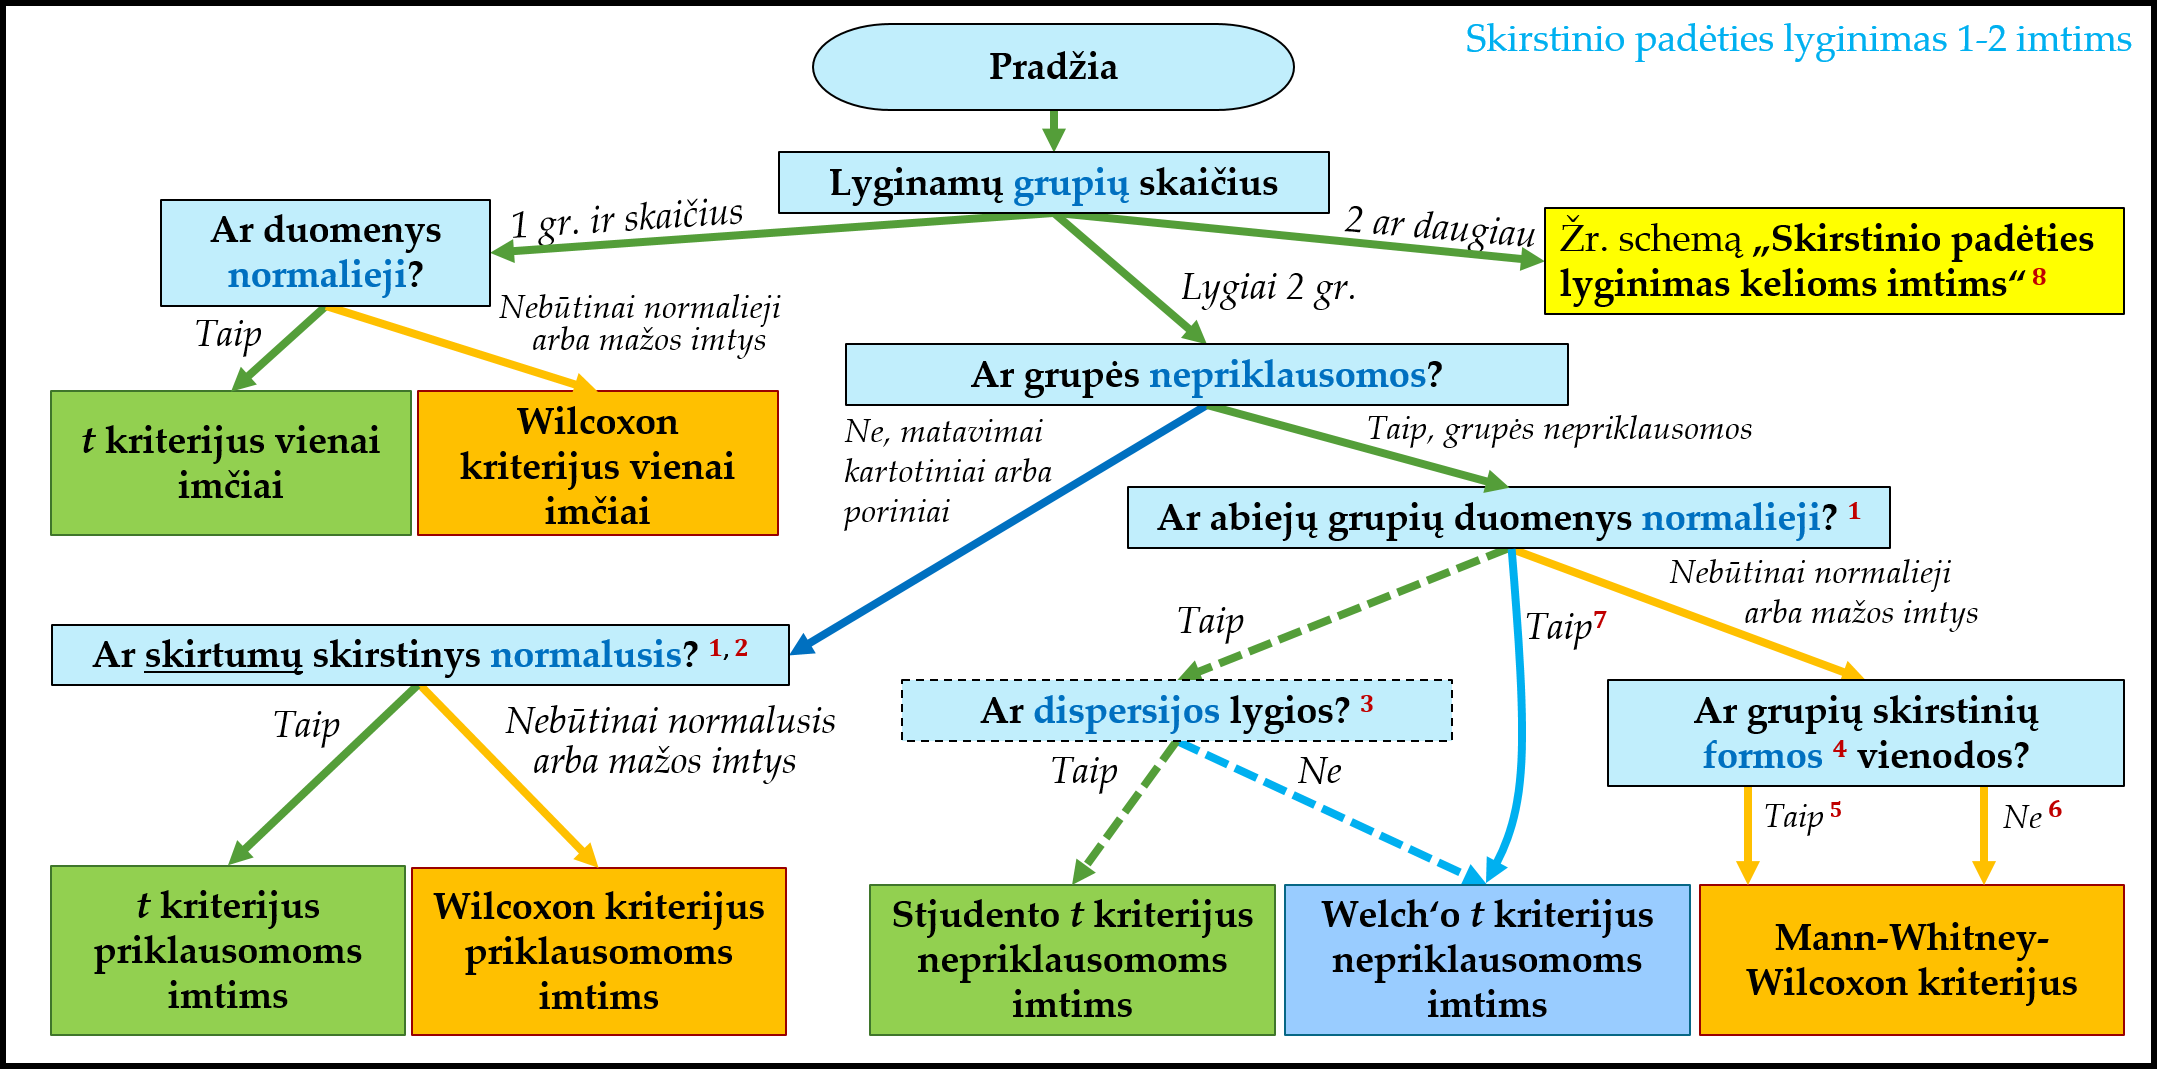 Skirstinio padėties lyginimas 1-2 imtims
Pradžia
Lyginamų grupių skaičius
1 gr. ir skaičius
2 ar daugiau
Lygiai 2 gr.
Ar duomenys
normalieji?
Žr. schemą „Skirstinio padėties
lyginimas kelioms imtims“ 8
Taip
Nebūtinai normalieji
arba mažos imtys
t kriterijus vienai
imčiai
Wilcoxon
kriterijus vienai
imčiai
Ar grupės nepriklausomos?
Ne, matavimai
kartotiniai arba
poriniai
Taip, grupės nepriklausomos
Ar abiejų grupių duomenys normalieji? 1
Taip
Taip7
Nebūtinai normalieji
arba mažos imtys
Ar skirtumų skirstinys normalusis? 1, 2
Taip
Nebūtinai normalusis
arba mažos imtys
Ar dispersijos lygios? 3
Taip
Ne
Ar grupių skirstinių
formos 4 vienodos?
Taip 5
Ne 6
t kriterijus
priklausomoms
imtims
Wilcoxon kriterijus
priklausomoms
imtims
Stjudento t kriterijus
nepriklausomoms
imtims
Welch‘o t kriterijus
nepriklausomoms
imtims
Mann-Whitney-
Wilcoxon kriterijus